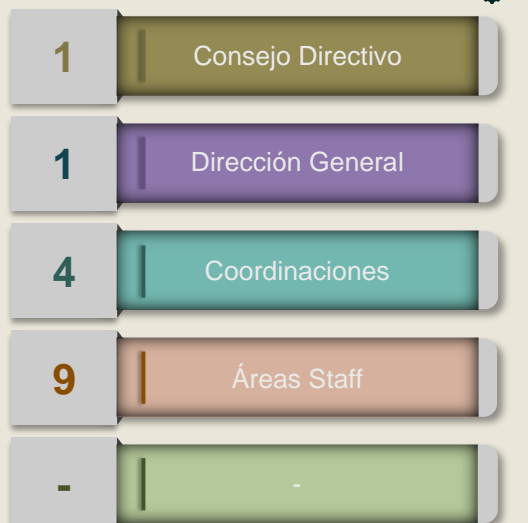 1 Consejo Directivo
1 Dirección General
4 Coordinaciones
9 Áreas Staff
- -